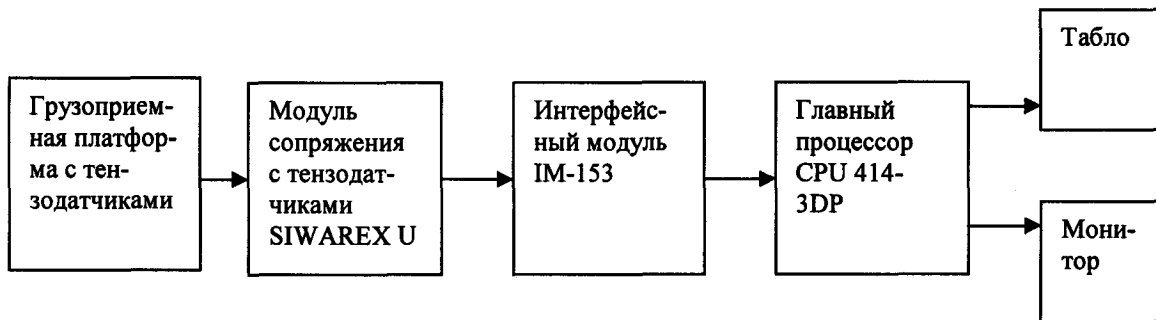 Грузоприем-
ная платфор-
ма с тен-
зодатчиками
Модуль
сопряжения
с тензодат-
чиками
SIWAREX U
Интерфейс-
ный модуль
IM-153
Главный
процессор
CPU 414-
3DP
Табло
Мони-
тор